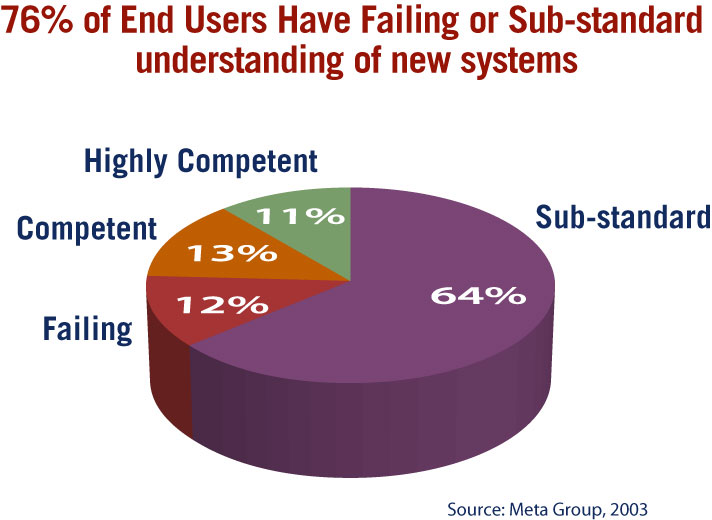 76% of End Users Have Failing or Sub-standard
understanding of new systems
Highly Competent
11%
Sub-standard
Competent
13%
64%
12%
Failing
Source: Meta Group, 2003